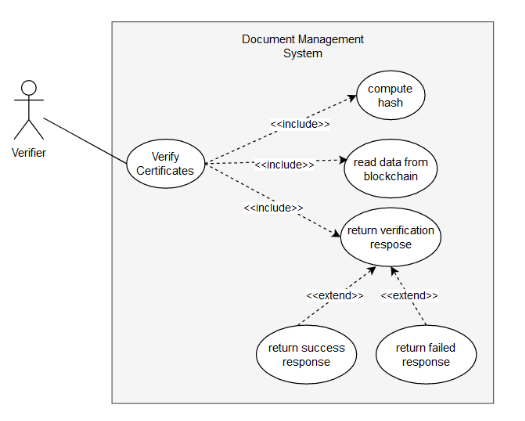 Document Management
System
compute
hash
<<include>>
Verifier
Verify
Certificates
<<include>>
read data from
blockchain
<<include>>
return verification
respose
<<extend>>
<<extend>>
return success
response
return failed
response